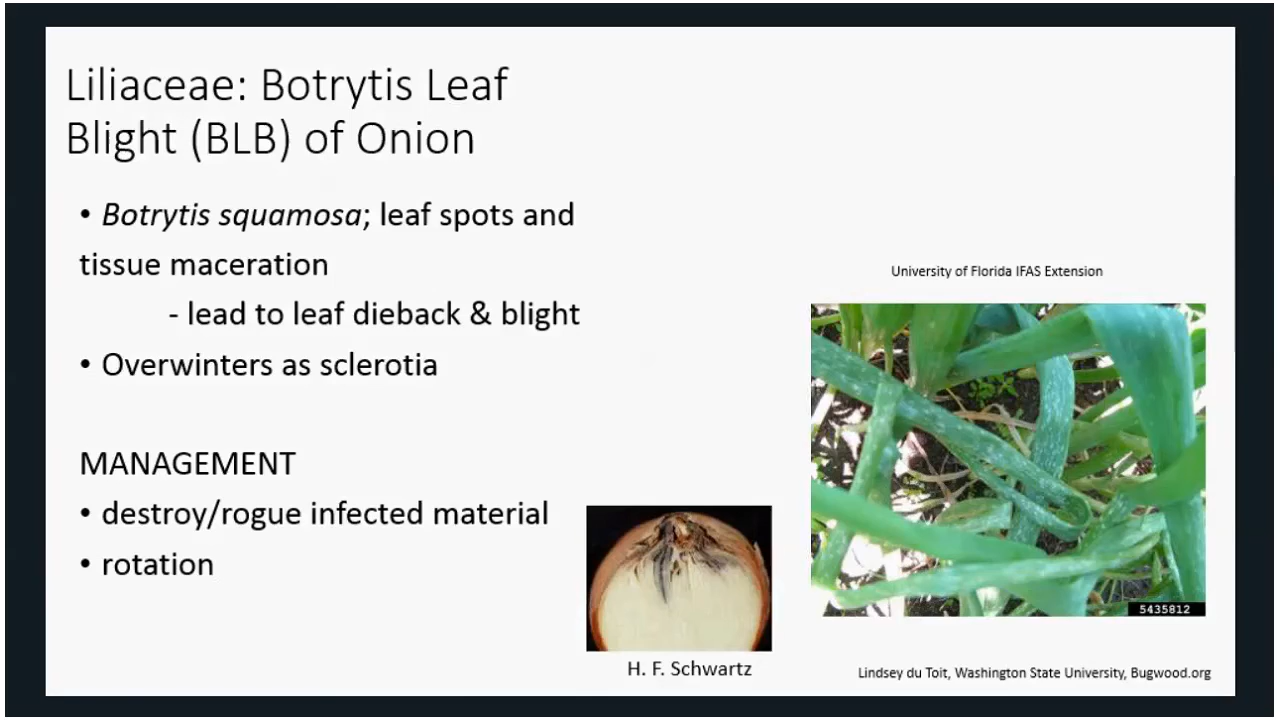 Liliaceae: Botrytis Leaf
Blight (BLB) of Onion
• Botrytis squamosa; leaf spots and
tissue maceration
- lead to leaf dieback & blight
• Overwinters as sclerotia
MANAGEMENT
• destroy/rogue infected material
• rotation
H. F. Schwartz
University of Florida IFAS Extension
5435812
Lindsey du Toit, Washington State University, Bugwood.org